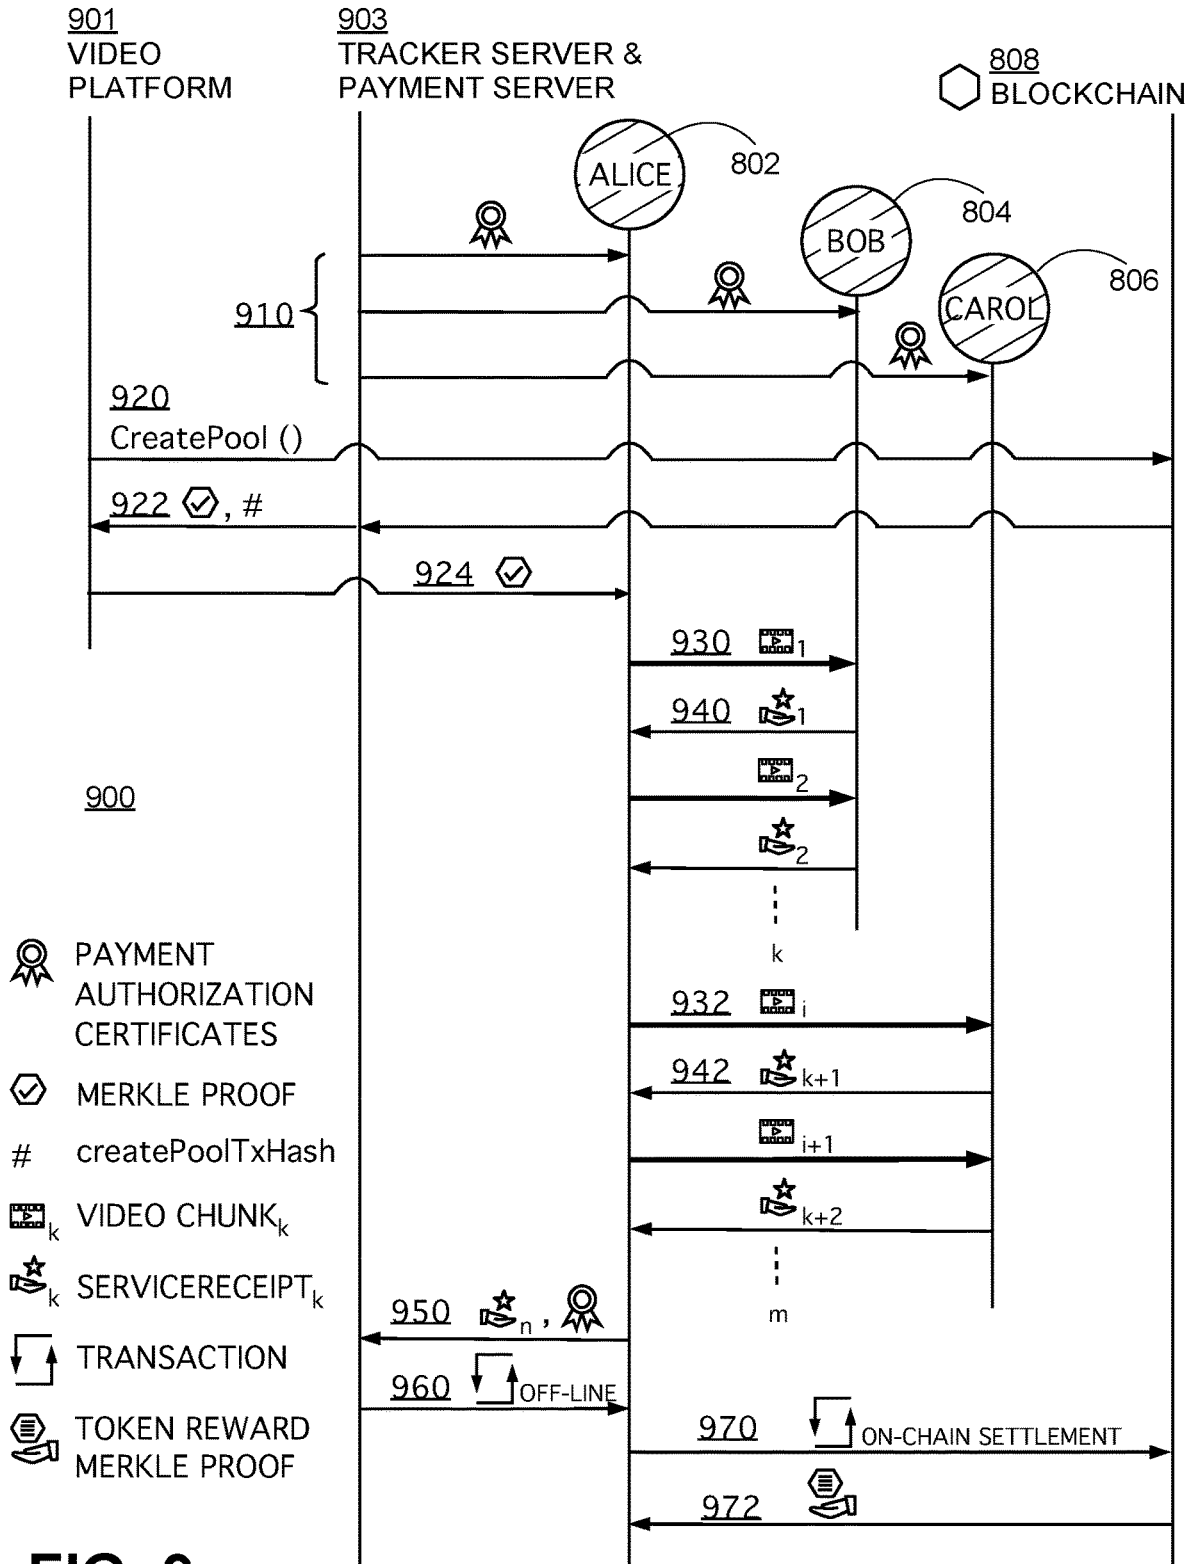 901
VIDEO
PLATFORM
903
TRACKER SERVER &
PAYMENT SERVER
808
BLOCKCHAIN
ALICE
802
BOB
804
CAROL
806
910
920
CreatePool ()
922 , #
924
930 1
940 1
2
900
2
k
932 i
942 k+1
i+1
k+2
m
950 n ,
960 OFF-LINE
970 ON-CHAIN SETTLEMENT
972
PAYMENT
AUTHORIZATION
CERTIFICATES
MERKLE PROOF
# createPoolTxHash
k VIDEO CHUNKk
k SERVICERECEIPTk
TRANSACTION
TOKEN REWARD
MERKLE PROOF